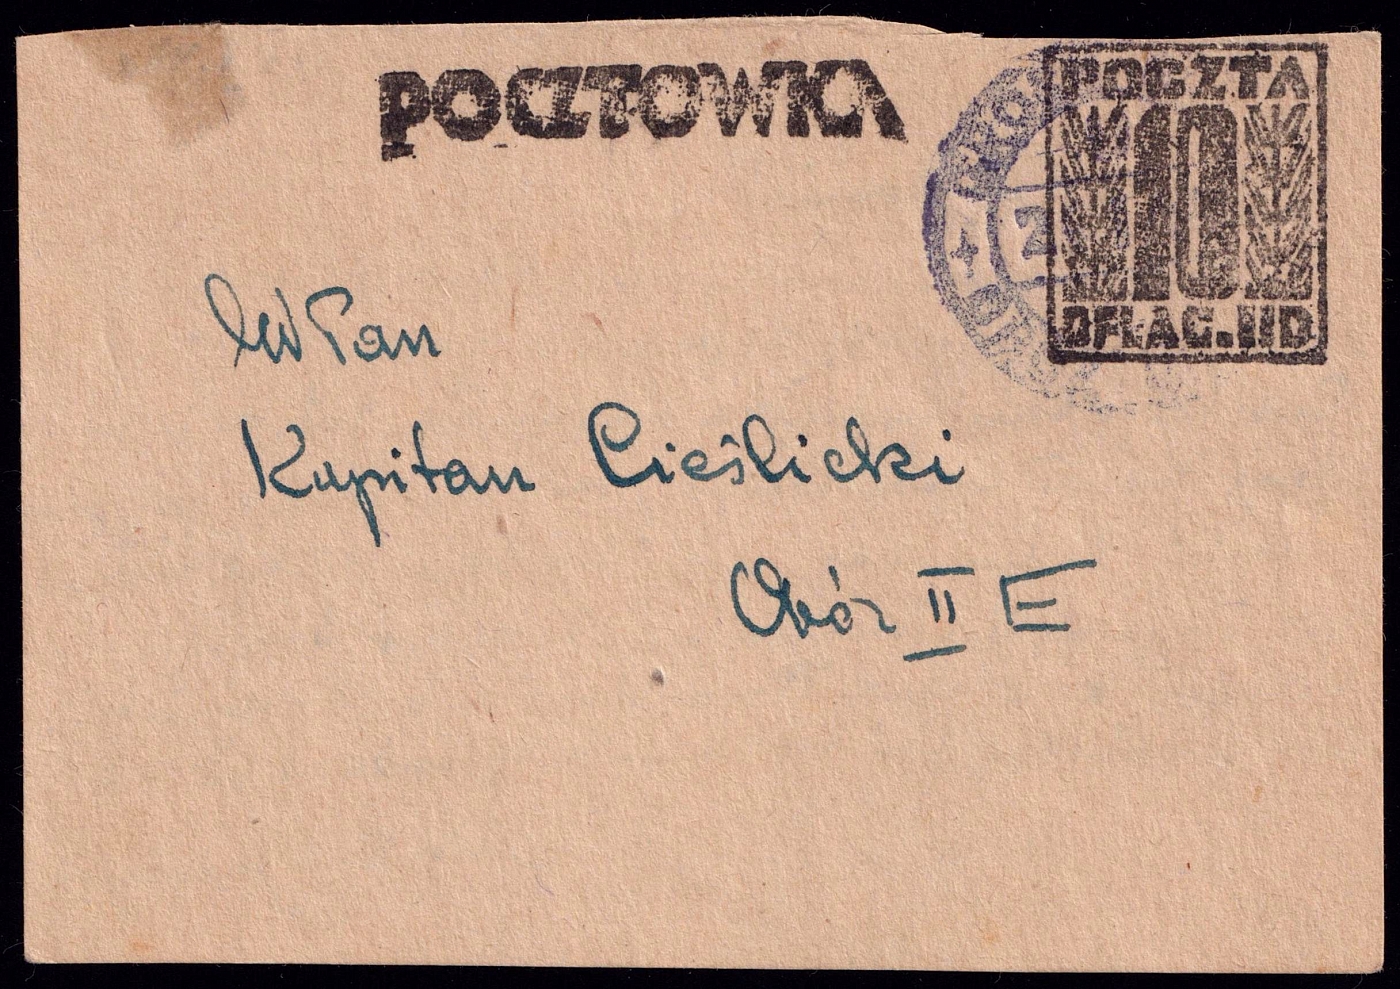 POCZTOWKA
POCZTA
10
OFLAG.IID
WPan
Kapitan Cieślicki
Obóz II E